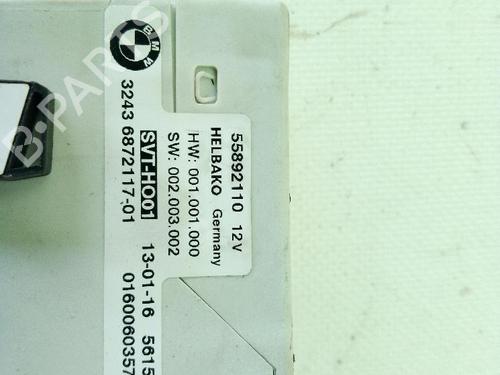 BMW
3243 6872117-01
SVT-HO01 13-01-16 5615
0160060357
55892110 12V
HELBAKO Germany
HW: 001.001.000
SW: 002.003.002
B-PARTS